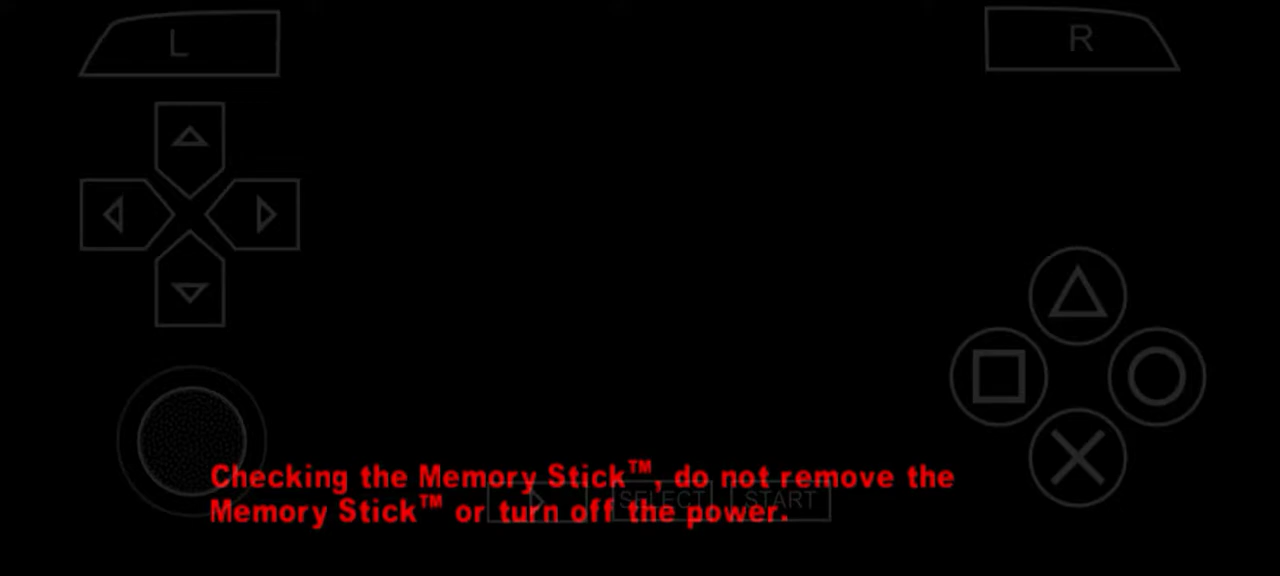 L
R
Checking the Memory Stick™, do not remove the
SELECT START
Memory Stick™ or turn off the power.